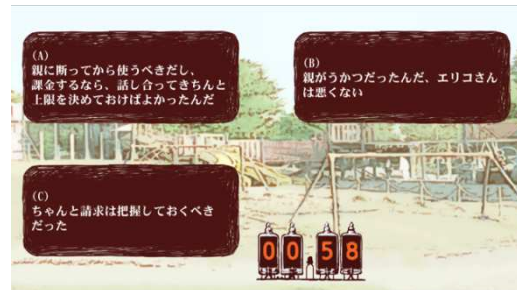 (A)
親に断ってから使うべきだし、
課金するなら、話し合ってきちんと
上限を決めておけばよかったんだ
(B)
親がうかつだったんだ、エリコさん
は悪くない
(C)
ちゃんと請求は把握しておくべき
だった
00 58